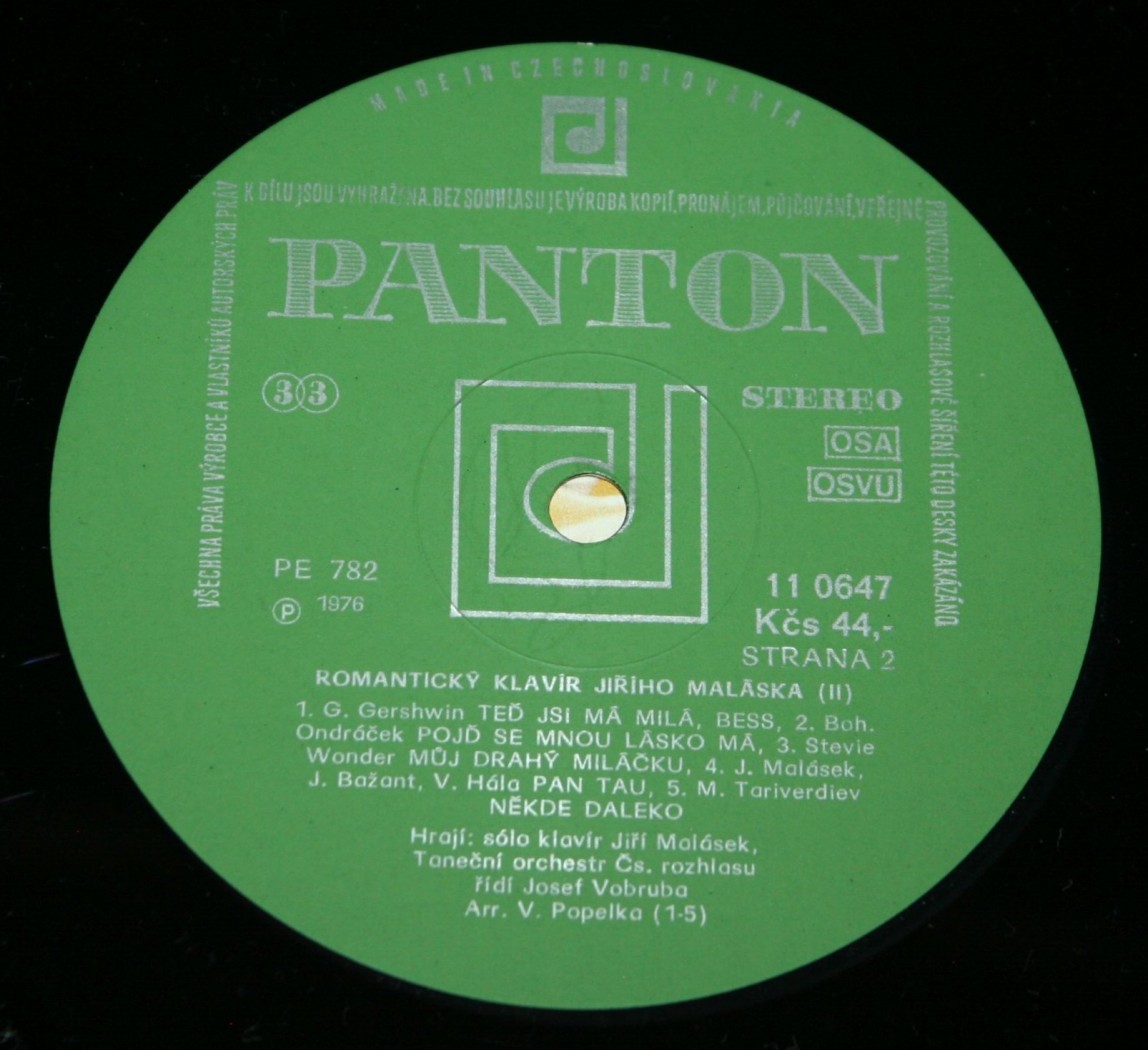 MADE IN CZECHOSLOVAKIA
VŠECHNA PRÁVA VÝROBCE A VLASTNÍKŮ AUTORSKÝCH PRÁV
K DÍLU JSOU VYHRAŽENA. BEZ SOUHLASU JE VÝROBA KOPIÍ, PRONÁJEM, PŮJČOVÁNÍ, VEŘEJNÉ
PROVOZOVÁNÍ A ROZHLASOVÉ ŠÍŘENÍ TÉTO DESKY ZAKÁZÁNO
PANTON
33
STEREO
OSA
OSVU
PE 782
℗ 1976
11 0647
Kčs 44,-
STRANA 2
ROMANTICKÝ KLAVÍR JIŘÍHO MALÁSKA (II)
1. G. Gershwin TEĎ JSI MÁ MILÁ, BESS, 2. Boh.
Ondráček POJĎ SE MNOU LÁSKO MÁ, 3. Stevie
Wonder MŮJ DRAHÝ MILÁČKU, 4. J. Malásek,
J. Bažant, V. Hála PAN TAU, 5. M. Tariverdiev
NĚKDE DALEKO
Hrají: sólo klavír Jiří Malásek,
Taneční orchestr Čs. rozhlasu
řídí Josef Vobruba
Arr. V. Popelka (1-5)